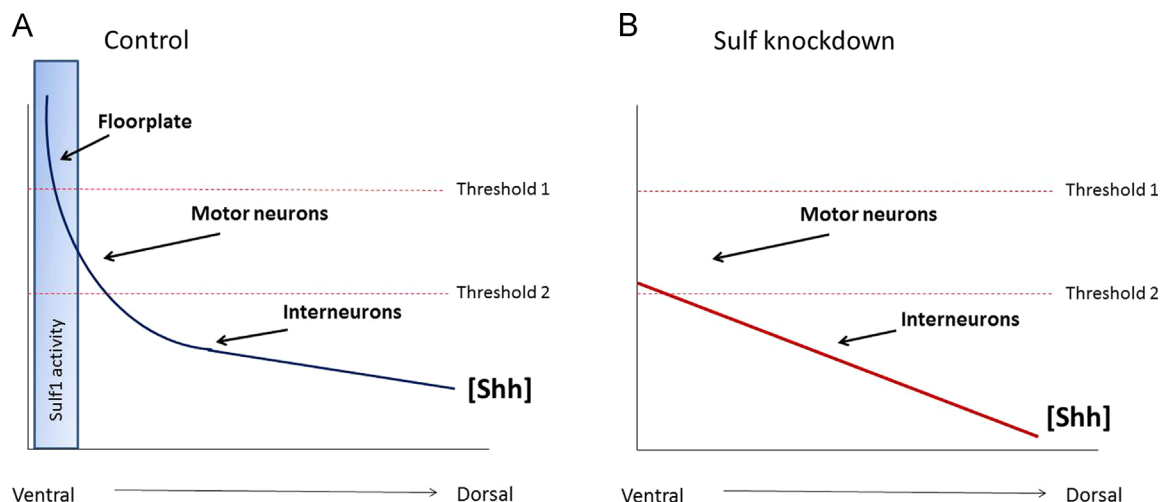 A
Control
Floorplate
Threshold 1
Motor neurons
Threshold 2
Interneurons
Sulf1 activity
[Shh]
Ventral
Dorsal
B
Sulf knockdown
Threshold 1
Motor neurons
Threshold 2
Interneurons
[Shh]
Ventral
Dorsal